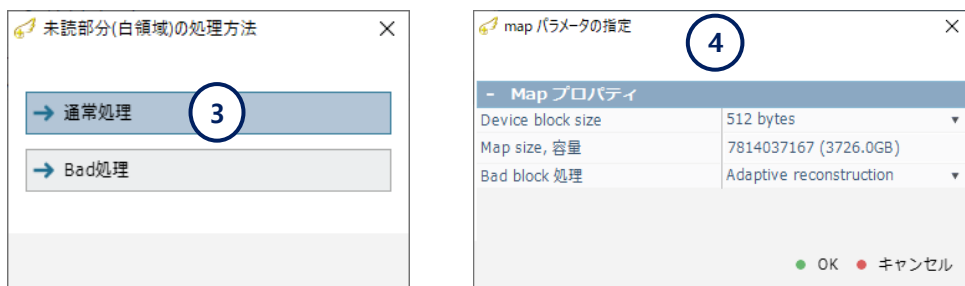 未読部分(白領域)の処理方法
通常処理
3
Bad処理
map パラメータの指定
4
- Map プロパティ
Device block size 512 bytes
Map size, 容量 7814037167 (3726.0GB)
Bad block 処理 Adaptive reconstruction
OK キャンセル